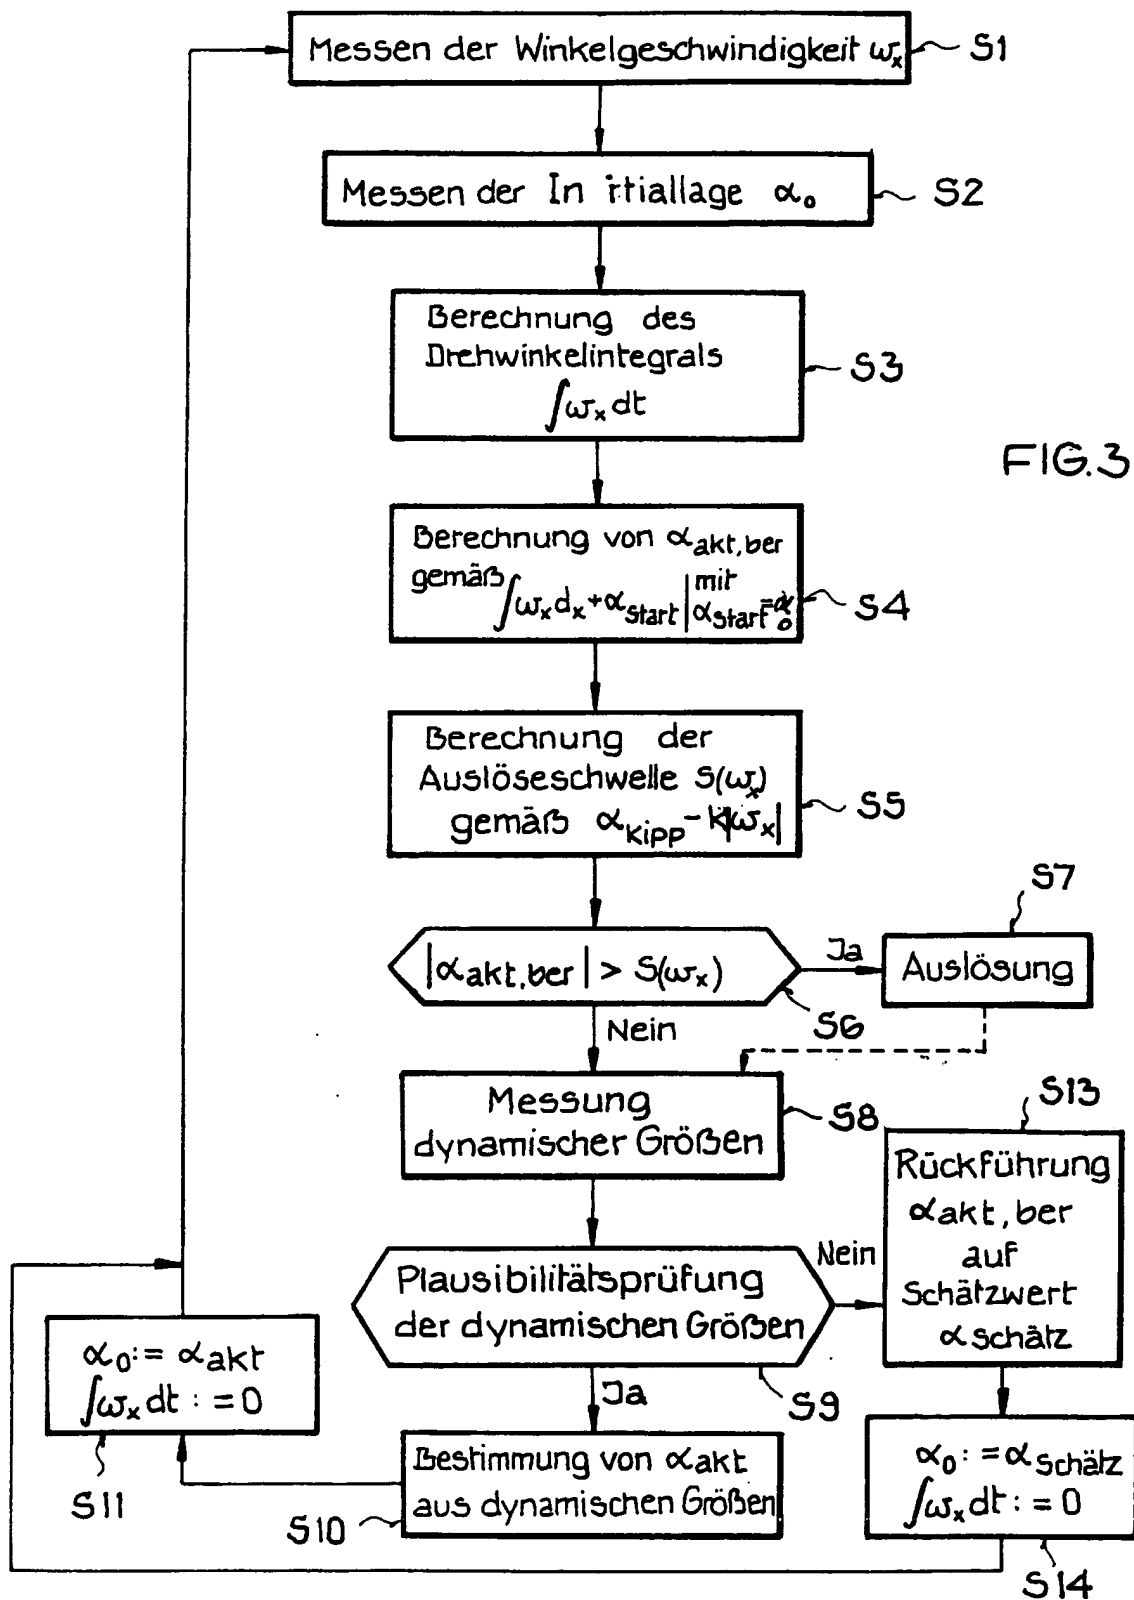 Messen der Winkelgeschwindigkeit ωx
S1
Messen der In itiallage α0
S2
Berechnung des
Drehwinkelintegrals
∫ωx dt
S3
FIG.3
Berechnung von αakt,ber
gemäß ∫ωx dx + αstart | mit
αstart=α0
S4
Berechnung der
Auslöseschwelle S(ωx)
gemäß αKipp - K|ωx|
S5
|αakt,ber| > S(ωx)
S6
Ja
S7
Auslösung
Nein
Messung
dynamischer Größen
S8
Plausibilitätsprüfung
der dynamischen Größen
S9
Nein
S13
Rückführung
αakt,ber
auf
Schätzwert
αschätz
Ja
Bestimmung von αakt
aus dynamischen Größen
S10
α0:= αakt
∫ωx dt := 0
S11
α0:= αschätz
∫ωx dt := 0
S14